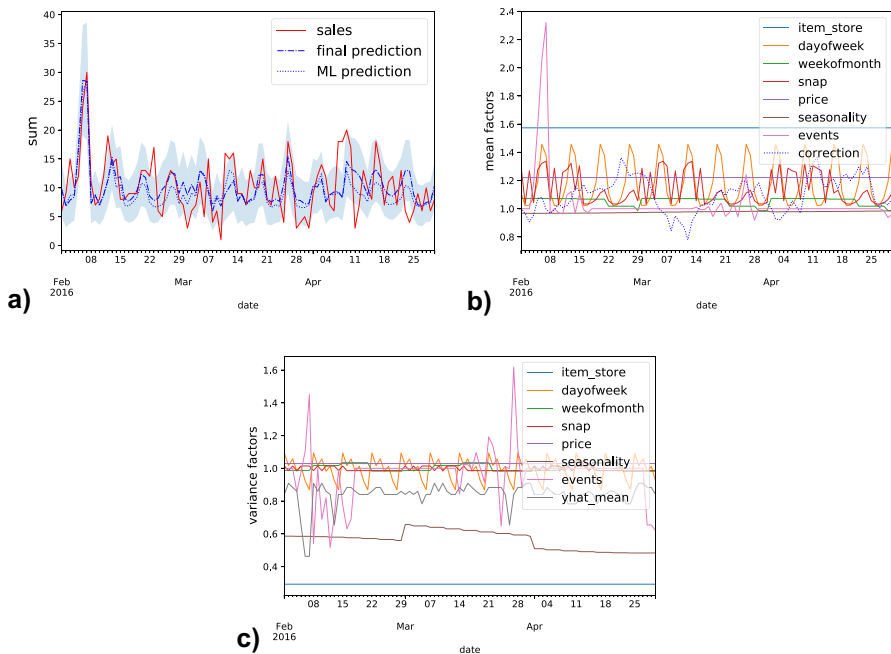 40
35
30
25
20
15
10
5
0
sum
sales
final prediction
ML prediction
08 15 22 29 07 14 21 28 04 11 18 25
Feb Mar Apr
2016
date
a)
2.4
2.2
2.0
1.8
1.6
1.4
1.2
1.0
0.8
mean factors
item_store
dayofweek
weekofmonth
snap
price
seasonality
events
correction
08 15 22 29 07 14 21 28 04 11 18 25
Feb Mar Apr
2016
date
b)
1.6
1.4
1.2
1.0
0.8
0.6
0.4
variance factors
item_store
dayofweek
weekofmonth
snap
price
seasonality
events
yhat_mean
08 15 22 29 07 14 21 28 04 11 18 25
Feb Mar Apr
2016
date
c)